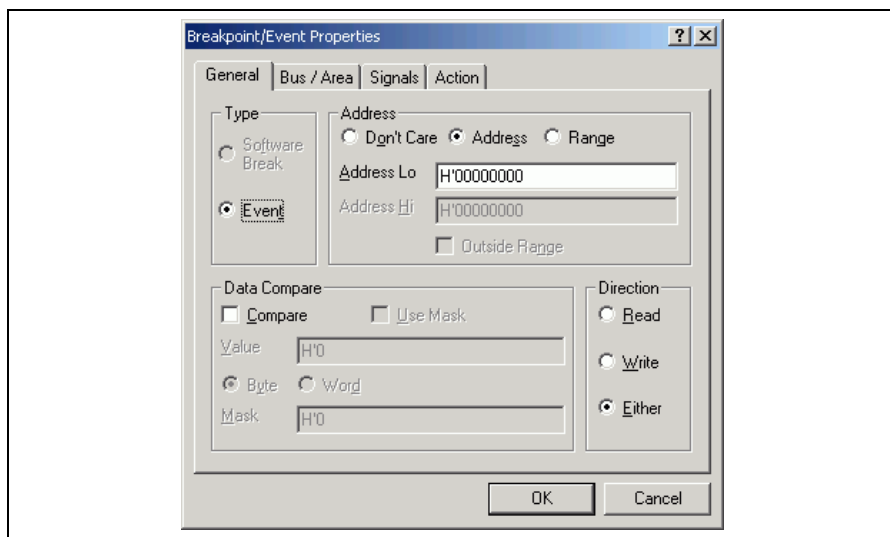 Breakpoint/Event Properties
General Bus / Area Signals Action
Type
Software Break
Event
Address
Don't Care Address Range
Address Lo H'00000000
Address Hi H'00000000
Outside Range
Data Compare
Compare Use Mask
Value H'0
Byte Word
Mask H'0
Direction
Read
Write
Either
OK Cancel